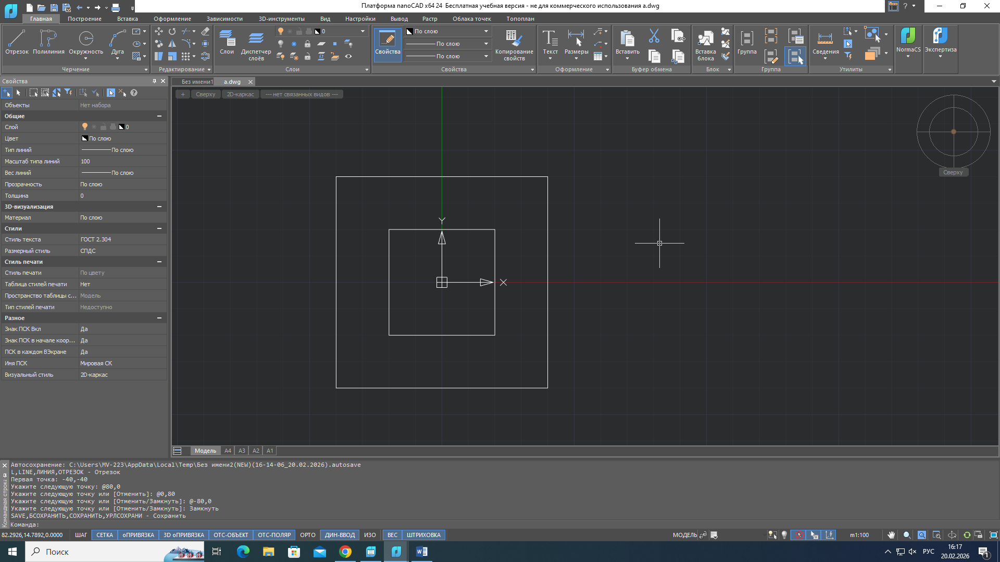 Платформа nanoCAD x64 24 Бесплатная учебная версия - не для коммерческого использования a.dwg
Главная
Построение
Вставка
Оформление
Зависимости
3D-инструменты
Вид
Настройки
Вывод
Растр
Облака точек
Топоплан
Отрезок
Полилиния
Окружность
Дуга
Черчение
Редактирование
Слои
Диспетчер слоёв
0
Слои
Свойства
По слою
По слою
По слою
Копирование свойств
Свойства
Текст
Размеры
Оформление
Вставить
Буфер обмена
Вставка блока
Блок
Группа
Группа
Сведения
Утилиты
NormaCS
Экспертиза
Свойства
Объекты Нет набора
Общие
Слой 0
Цвет По слою
Тип линий По слою
Масштаб типа линий 100
Вес линий По слою
Прозрачность По слою
Толщина 0
3D-визуализация
Материал По слою
Стили
Стиль текста ГОСТ 2.304
Размерный стиль СПДС
Стиль печати
Стиль печати По цвету
Таблица стилей печати Нет
Пространство таблицы с... Модель
Тип стилей печати Недоступно
Разное
Знак ПСК Вкл Да
Знак ПСК в начале коор... Да
ПСК в каждом ВЭкране Да
Имя ПСК Мировая СК
Визуальный стиль 2D-каркас
Без имени1
a.dwg
+
Сверху
2D-каркас
--- нет связанных видов ---
Y
X
Сверху
Модель
A4
A3
A2
A1
Командная строка
Автосохранение: C:\Users\MV-223\AppData\Local\Temp\Без имени2(NEW)(16-14-06_20.02.2026).autosave
L,LINE,ЛИНИЯ,ОТРЕЗОК - Отрезок
Первая точка: -40,-40
Укажите следующую точку: @80,0
Укажите следующую точку или [Отменить]: @0,80
Укажите следующую точку или [Отменить/Замкнуть]: @-80,0
Укажите следующую точку или [Отменить/Замкнуть]: Замкнуть
SAVE,БСОХРАНИТЬ,СОХРАНИТЬ,УРЛСОХРАНИ - Сохранить
Команда:
82.2926,14.7892,0.0000
ШАГ
СЕТКА
оПРИВЯЗКА
3D оПРИВЯЗКА
ОТС-ОБЪЕКТ
ОТС-ПОЛЯР
ОРТО
ДИН-ВВОД
ИЗО
ВЕС
ШТРИХОВКА
МОДЕЛЬ
m1:100
Поиск
РУС
16:17
20.02.2026
1